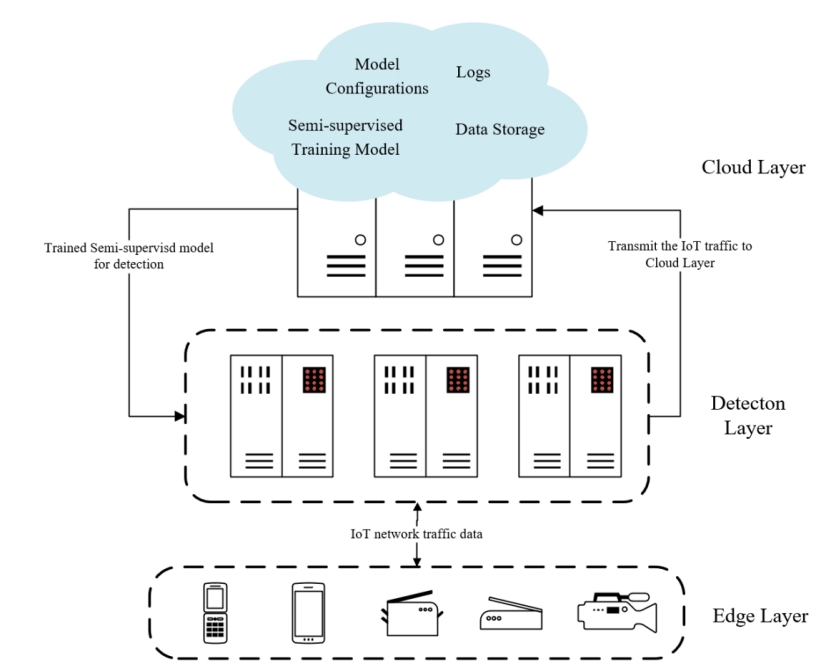 Model
Configurations
Logs
Semi-supervised
Training Model
Data Storage
Cloud Layer
Trained Semi-supervisd model
for detection
Transmit the IoT traffic to
Cloud Layer
Detecton
Layer
IoT network traffic data
Edge Layer